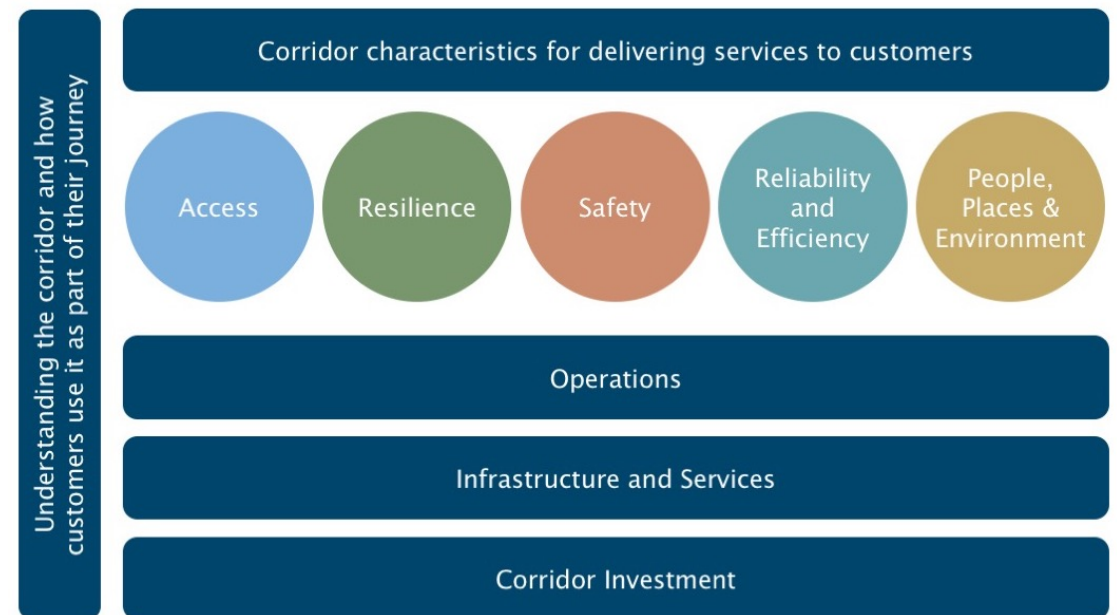 Understanding the corridor and how
customers use it as part of their journey
Corridor characteristics for delivering services to customers
Access
Resilience
Safety
Reliability
and
Efficiency
People,
Places &
Environment
Operations
Infrastructure and Services
Corridor Investment